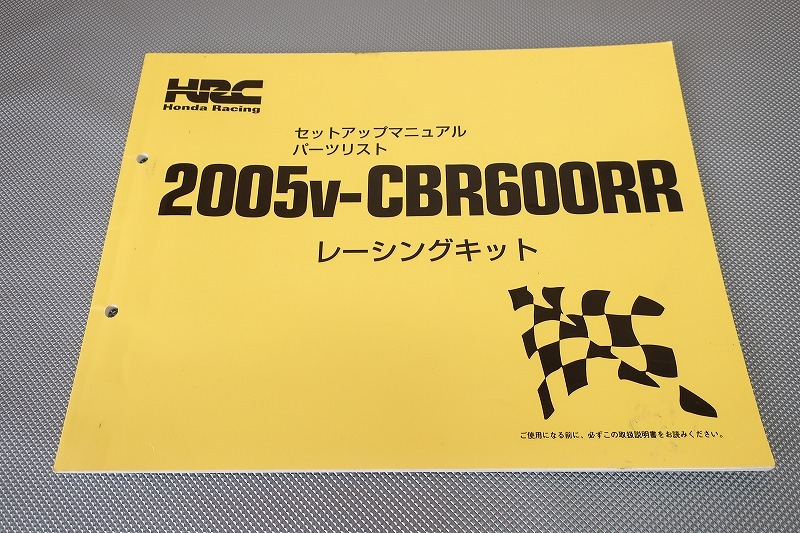 HRC
Honda Racing
セットアップマニュアル
パーツリスト
2005v-CBR600RR
レーシングキット
ご使用になる前に、必ずこの取扱説明書をお読みください。